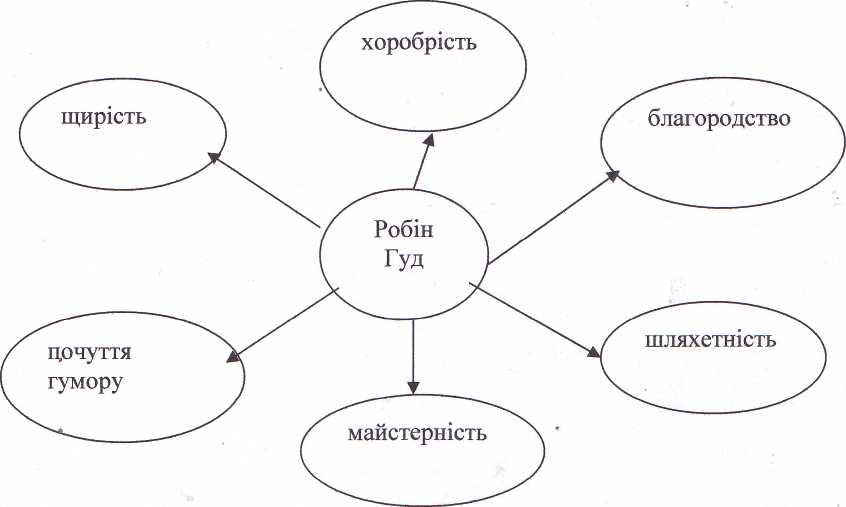 хоробрість
щирість
благородство
Робін
Гуд
почуття
гумору
шляхетність
майстерність